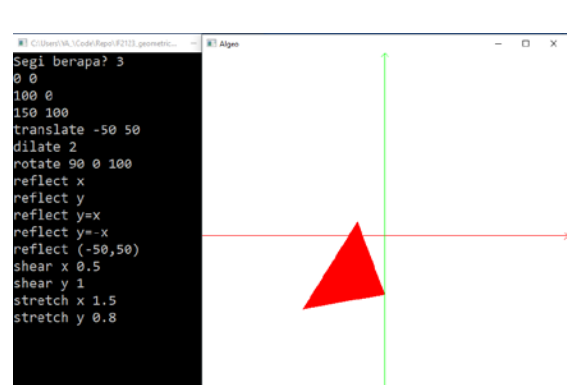 C:\Users\VA_\Code\Repo\IF2123_geometric...
Algeo
Segi berapa? 3
0 0
100 0
150 100
translate -50 50
dilate 2
rotate 90 0 100
reflect x
reflect y
reflect y=x
reflect y=-x
reflect (-50,50)
shear x 0.5
shear y 1
stretch x 1.5
stretch y 0.8